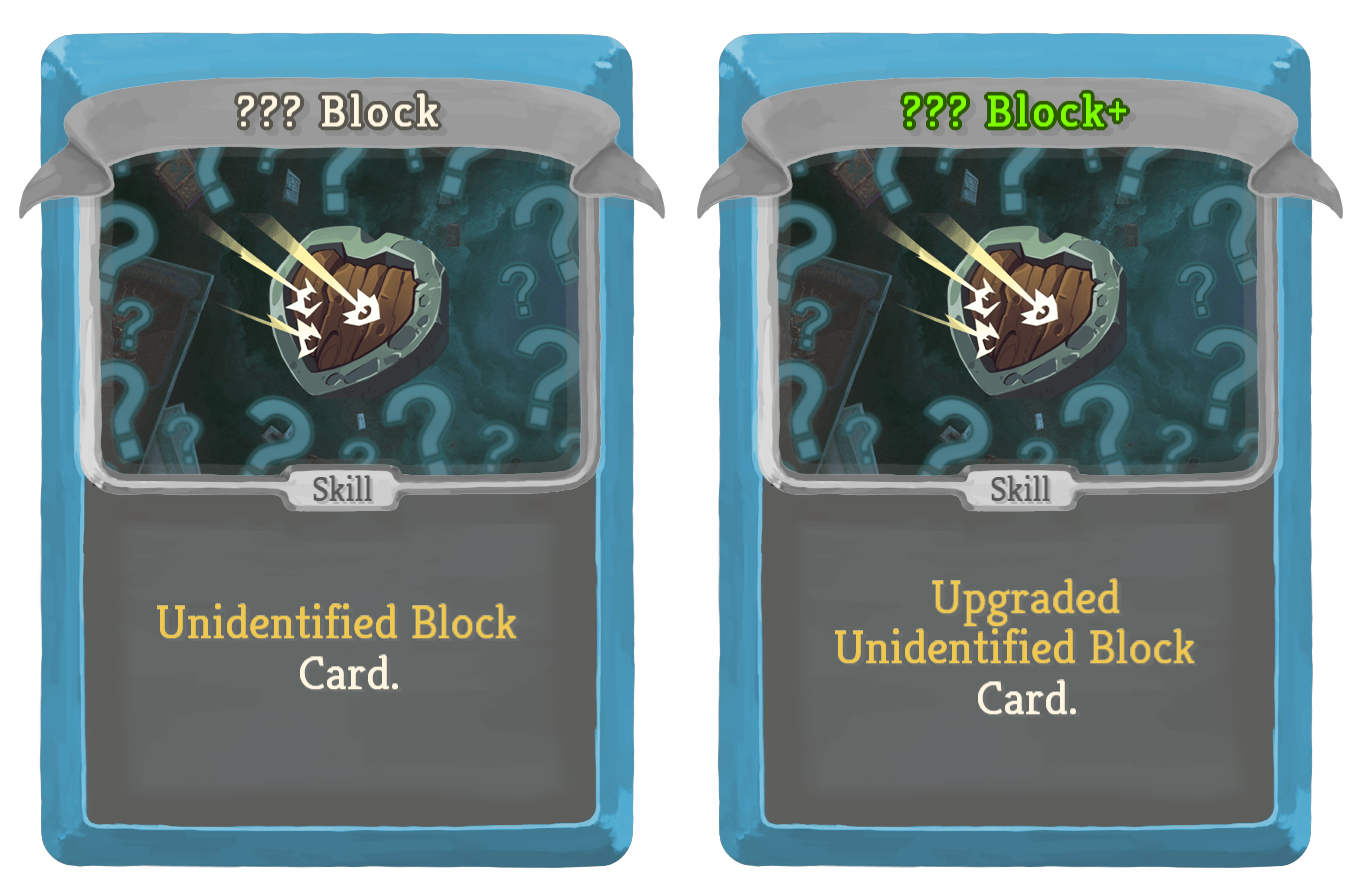 ??? Block
Skill
Unidentified Block
Card.
??? Block+
Skill
Upgraded
Unidentified Block
Card.